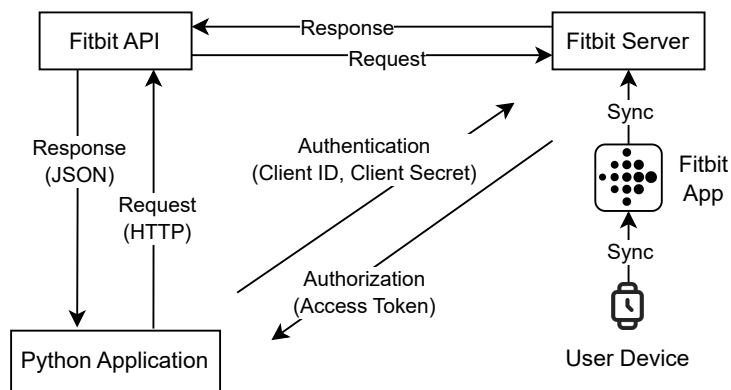 Fitbit API
Response
Request
Fitbit Server
Sync
Response
(JSON)
Request
(HTTP)
Authentication
(Client ID, Client Secret)
Fitbit
App
Sync
Authorization
(Access Token)
Python Application
User Device